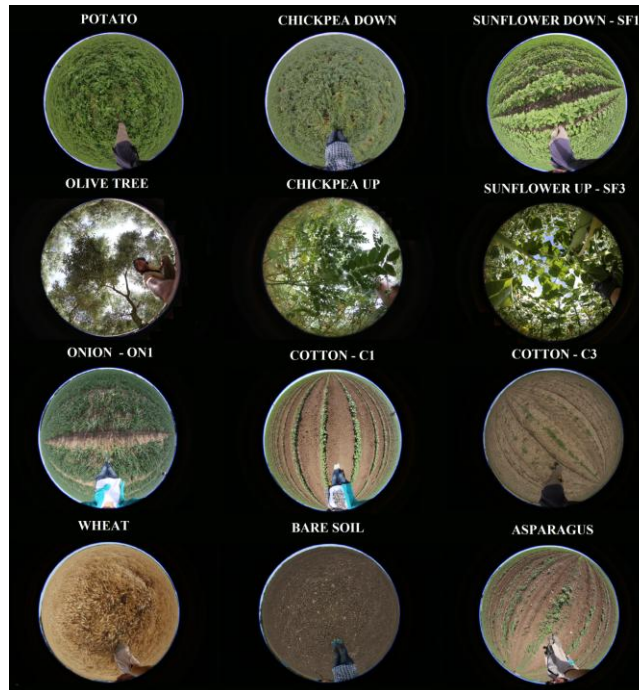 POTATO
CHICKPEA DOWN
SUNFLOWER DOWN - SF1
OLIVE TREE
CHICKPEA UP
SUNFLOWER UP - SF3
ONION - ON1
COTTON - C1
COTTON - C3
WHEAT
BARE SOIL
ASPARAGUS